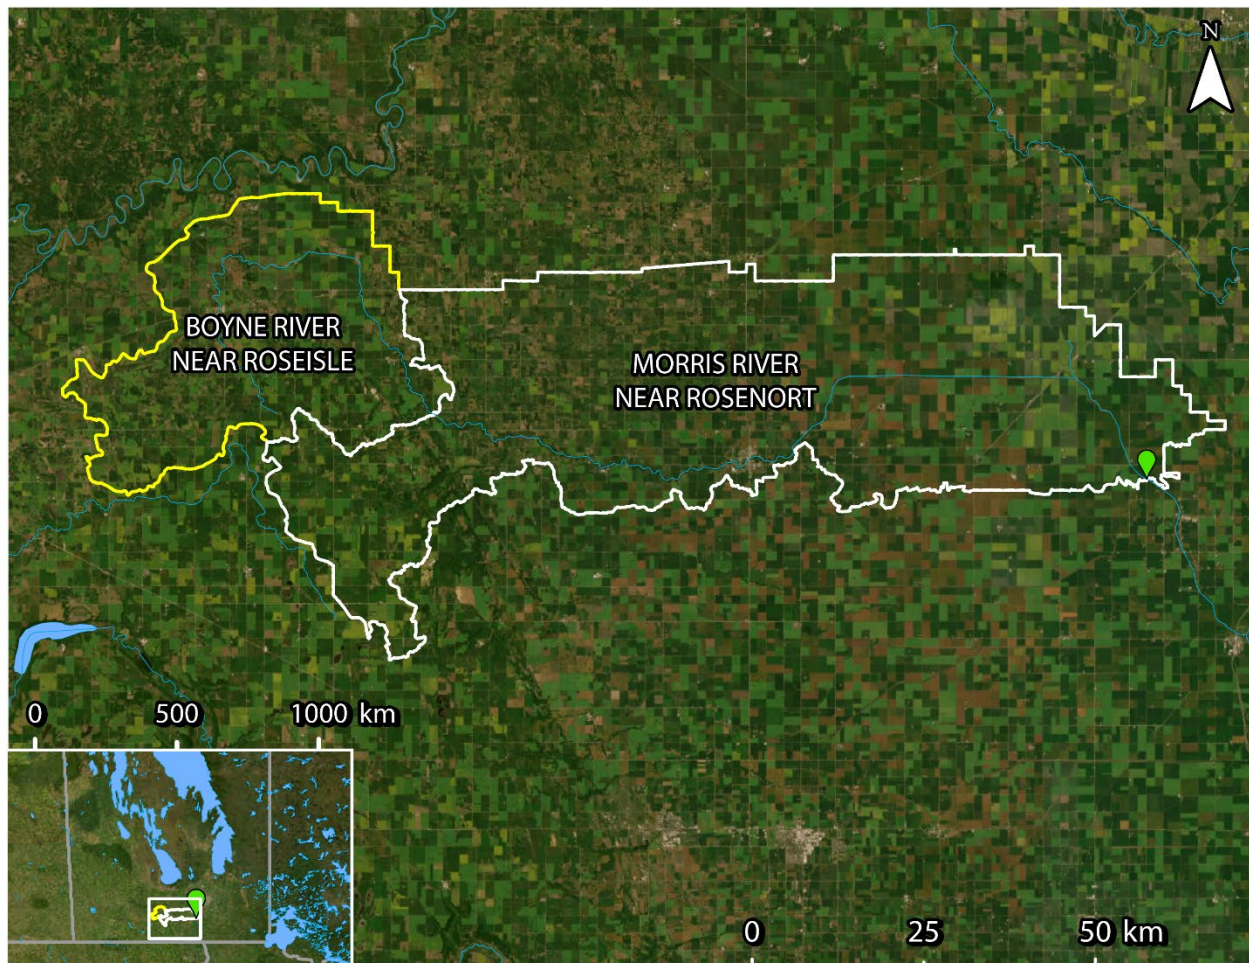 N
BOYNE RIVER
NEAR ROSEISLE
MORRIS RIVER
NEAR ROSENORT
0 500 1000 km
0 25 50 km